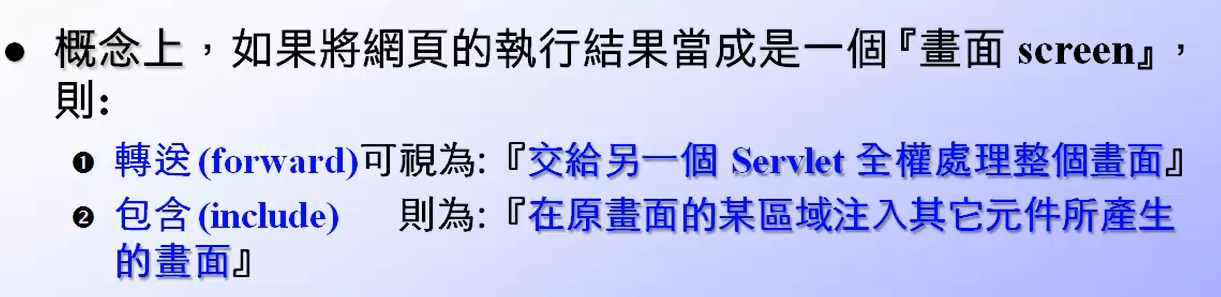 ● 概念上，如果將網頁的執行結果當成是一個『畫面 screen』，
則:
❶ 轉送(forward)可視為:『交給另一個 Servlet 全權處理整個畫面』
❷ 包含(include) 則為:『在原畫面的某區域注入其它元件所產生
的畫面』